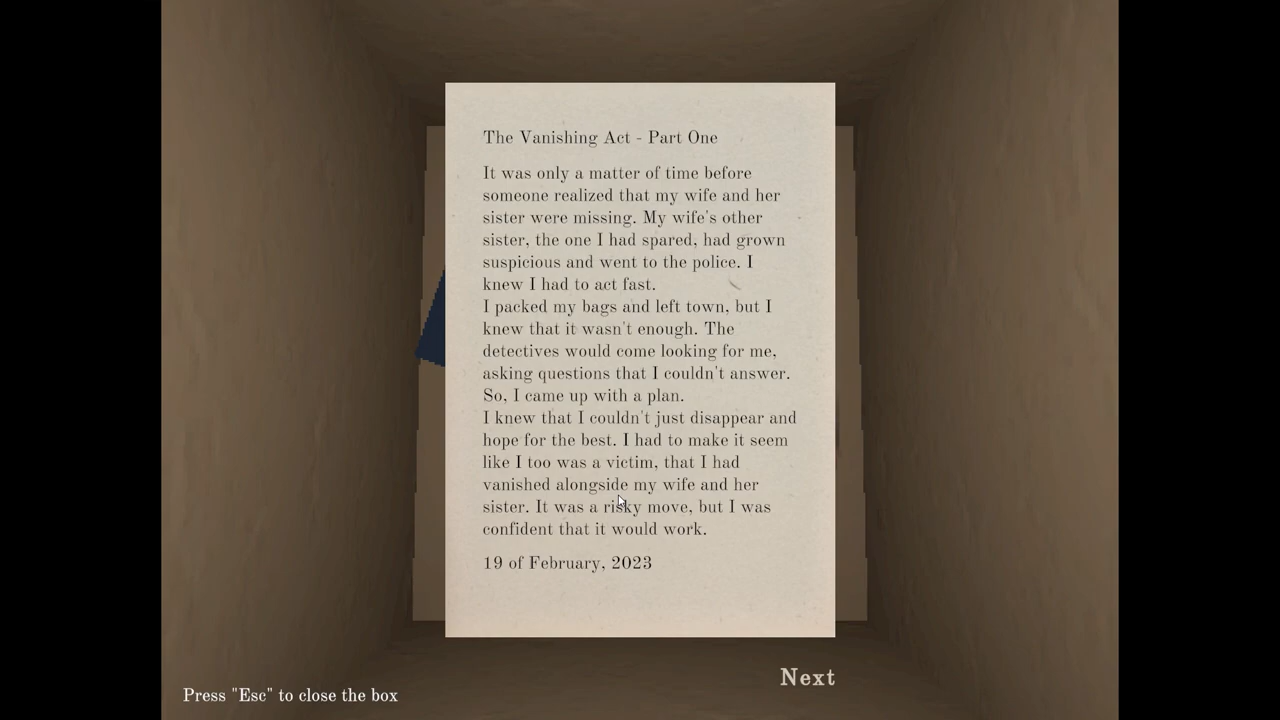 The Vanishing Act - Part One
It was only a matter of time before
someone realized that my wife and her
sister were missing. My wife's other
sister, the one I had spared, had grown
suspicious and went to the police. I
knew I had to act fast.
I packed my bags and left town, but I
knew that it wasn't enough. The
detectives would come looking for me,
asking questions that I couldn't answer.
So, I came up with a plan.
I knew that I couldn't just disappear and
hope for the best. I had to make it seem
like I too was a victim, that I had
vanished alongside my wife and her
sister. It was a risky move, but I was
confident that it would work.
19 of February, 2023
Next
Press "Esc" to close the box